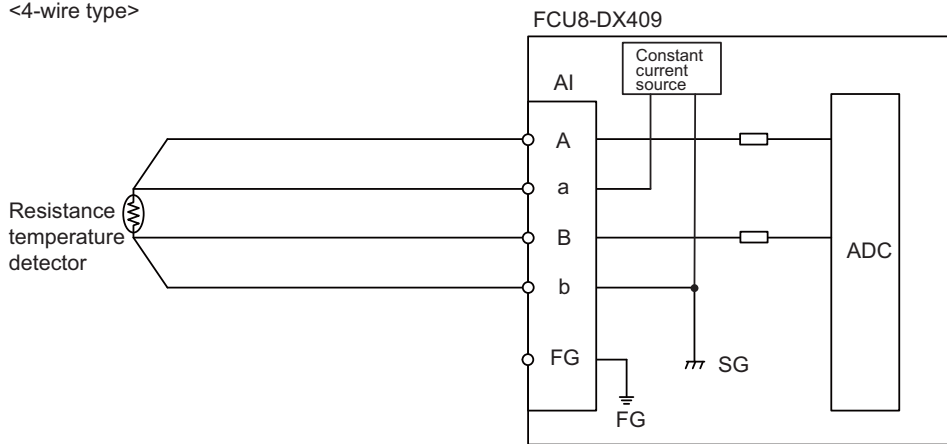 <4-wire type>
FCU8-DX409
Constant
current
source
AI
A
a
B
b
FG
Resistance
temperature
detector
ADC
SG
FG